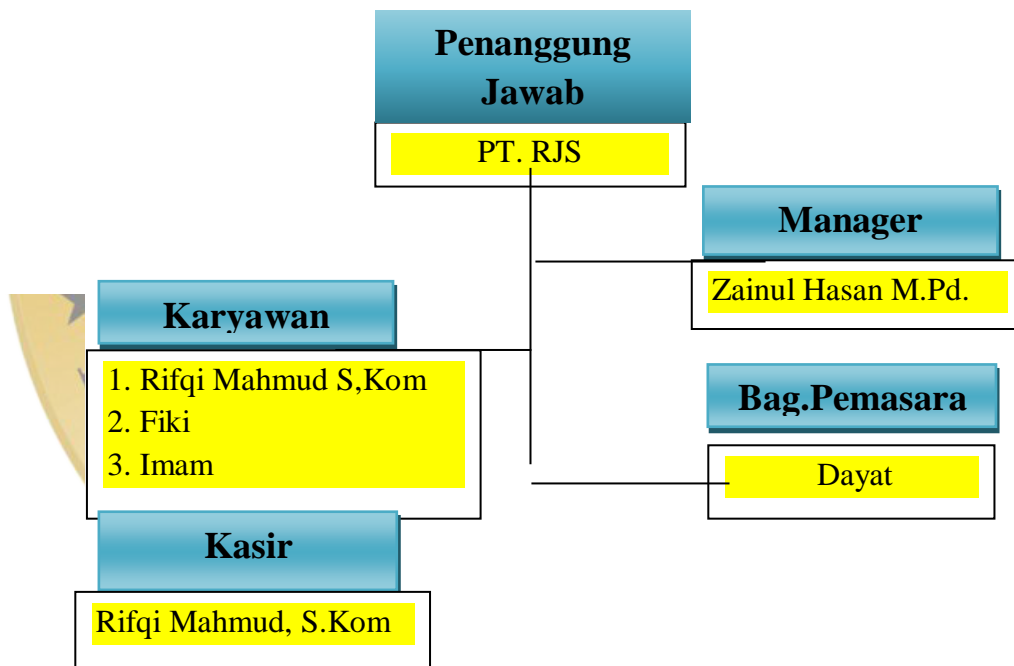 Penanggung
Jawab
PT. RJS
Manager
Zainul Hasan M.Pd.
Karyawan
1. Rifqi Mahmud S,Kom
2. Fiki
3. Imam
Bag.Pemasara
Dayat
Kasir
Rifqi Mahmud, S.Kom